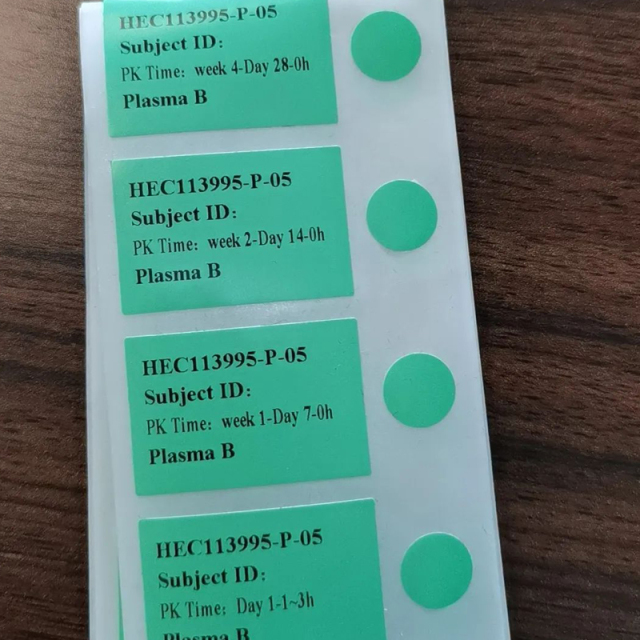 HEC113995-P-05
Subject ID:
PK Time: week 4-Day 28-0h
Plasma B
HEC113995-P-05
Subject ID:
PK Time: week 2-Day 14-0h
Plasma B
HEC113995-P-05
Subject ID:
PK Time: week 1-Day 7-0h
Plasma B
HEC113995-P-05
Subject ID:
PK Time: Day 1-1~3h
Plasma B